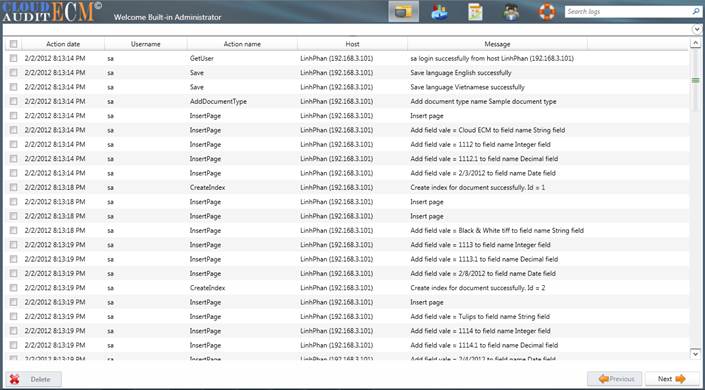 CLOUD
AUDIT ECM©
Welcome Built-in Administrator
Search logs
Action date Username Action name Host Message
2/2/2012 8:13:14 PM sa GetUser LinhPhan (192.168.3.101) sa login successfully from host LinhPhan (192.168.3.101)
2/2/2012 8:13:14 PM sa Save LinhPhan (192.168.3.101) Save language English successfully
2/2/2012 8:13:14 PM sa Save LinhPhan (192.168.3.101) Save language Vietnamese successfully
2/2/2012 8:13:14 PM sa AddDocumentType LinhPhan (192.168.3.101) Add document type name Sample document type
2/2/2012 8:13:14 PM sa InsertPage LinhPhan (192.168.3.101) Insert page
2/2/2012 8:13:14 PM sa InsertPage LinhPhan (192.168.3.101) Add field vale = Cloud ECM to field name String field
2/2/2012 8:13:14 PM sa InsertPage LinhPhan (192.168.3.101) Add field vale = 1112 to field name Integer field
2/2/2012 8:13:14 PM sa InsertPage LinhPhan (192.168.3.101) Add field vale = 1112.1 to field name Decimal field
2/2/2012 8:13:14 PM sa InsertPage LinhPhan (192.168.3.101) Add field vale = 2/3/2012 to field name Date field
2/2/2012 8:13:18 PM sa CreateIndex LinhPhan (192.168.3.101) Create index for document successfully. Id = 1
2/2/2012 8:13:18 PM sa InsertPage LinhPhan (192.168.3.101) Insert page
2/2/2012 8:13:18 PM sa InsertPage LinhPhan (192.168.3.101) Insert page
2/2/2012 8:13:19 PM sa InsertPage LinhPhan (192.168.3.101) Add field vale = Black & White tiff to field name String field
2/2/2012 8:13:19 PM sa InsertPage LinhPhan (192.168.3.101) Add field vale = 1113 to field name Integer field
2/2/2012 8:13:19 PM sa InsertPage LinhPhan (192.168.3.101) Add field vale = 1113.1 to field name Decimal field
2/2/2012 8:13:19 PM sa InsertPage LinhPhan (192.168.3.101) Add field vale = 2/8/2012 to field name Date field
2/2/2012 8:13:19 PM sa CreateIndex LinhPhan (192.168.3.101) Create index for document successfully. Id = 2
2/2/2012 8:13:19 PM sa InsertPage LinhPhan (192.168.3.101) Insert page
2/2/2012 8:13:19 PM sa InsertPage LinhPhan (192.168.3.101) Add field vale = Tulips to field name String field
2/2/2012 8:13:19 PM sa InsertPage LinhPhan (192.168.3.101) Add field vale = 1114 to field name Integer field
2/2/2012 8:13:19 PM sa InsertPage LinhPhan (192.168.3.101) Add field vale = 1114.1 to field name Decimal field
2/2/2012 8:13:19 PM sa InsertPage LinhPhan (192.168.3.101) Add field vale = 2/4/2012 to field name Date field
Delete Previous Next